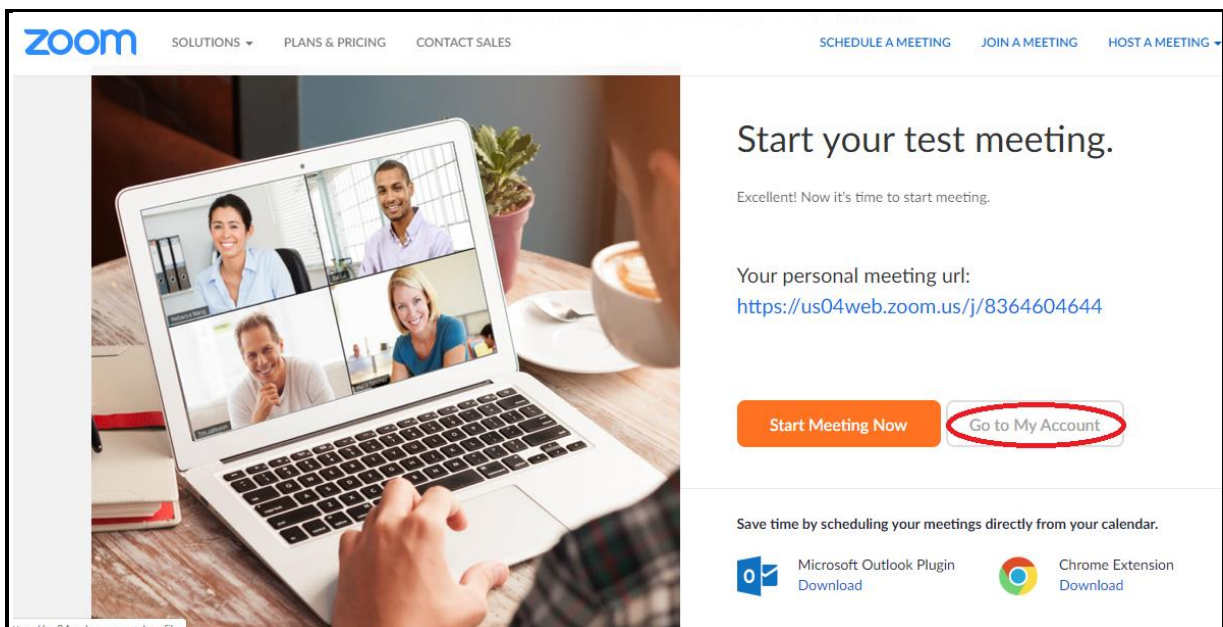 zoom
SOLUTIONS
PLANS & PRICING
CONTACT SALES
SCHEDULE A MEETING
JOIN A MEETING
HOST A MEETING
Start your test meeting.
Excellent! Now it's time to start meeting.
Your personal meeting url:
https://us04web.zoom.us/j/8364604644
Start Meeting Now
Go to My Account
Save time by scheduling your meetings directly from your calendar.
Microsoft Outlook Plugin
Download
Chrome Extension
Download